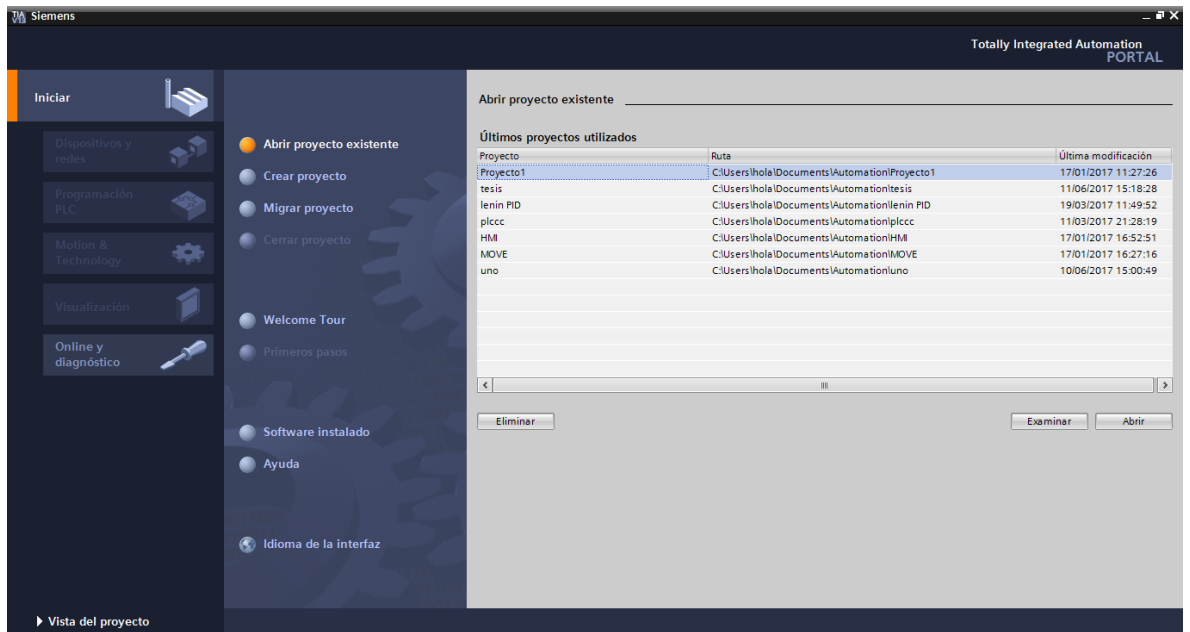 TIA
V13
Siemens
Totally Integrated Automation
PORTAL
Iniciar
Dispositivos y
redes
Programación
PLC
Motion &
Technology
Visualización
Online y
diagnóstico
Abrir proyecto existente
Crear proyecto
Migrar proyecto
Cerrar proyecto
Welcome Tour
Primeros pasos
Software instalado
Ayuda
Idioma de la interfaz
Abrir proyecto existente
Últimos proyectos utilizados
Proyecto Ruta Última modificación
Proyecto1 C:\Users\hola\Documents\Automation\Proyecto1 17/01/2017 11:27:26
tesis C:\Users\hola\Documents\Automation\tesis 11/06/2017 15:18:28
lenin PID C:\Users\hola\Documents\Automation\lenin PID 19/03/2017 11:49:52
plccc C:\Users\hola\Documents\Automation\plccc 11/03/2017 21:28:19
HMI C:\Users\hola\Documents\Automation\HMI 17/01/2017 16:52:51
MOVE C:\Users\hola\Documents\Automation\MOVE 17/01/2017 16:27:16
uno C:\Users\hola\Documents\Automation\uno 10/06/2017 15:00:49
Eliminar Examinar Abrir
Vista del proyecto